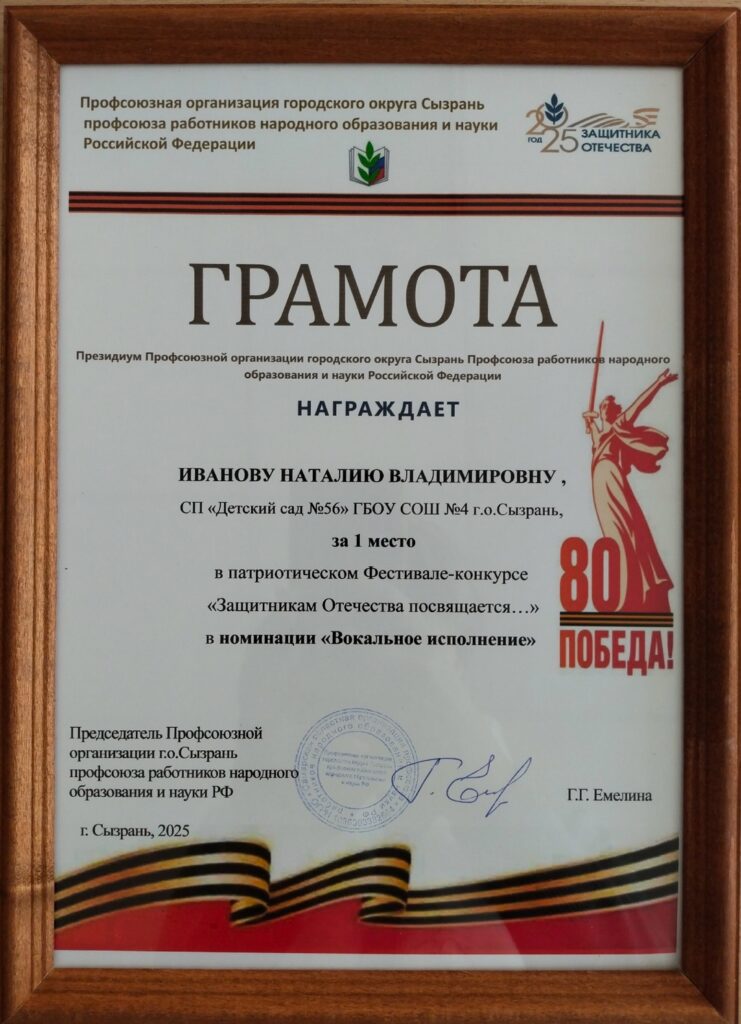 Профсоюзная организация городского округа Сызрань
профсоюза работников народного образования и науки
Российской Федерации
2025
ГОД
ЗАЩИТНИКА
ОТЕЧЕСТВА
ГРАМОТА
Президиум Профсоюзной организации городского округа Сызрань Профсоюза работников народного
образования и науки Российской Федерации
НАГРАЖДАЕТ
ИВАНОВУ НАТАЛИЮ ВЛАДИМИРОВНУ ,
СП «Детский сад №56» ГБОУ СОШ №4 г.о.Сызрань,
за 1 место
в патриотическом Фестивале-конкурсе
«Защитникам Отечества посвящается…»
в номинации «Вокальное исполнение»
80
ПОБЕДА!
Председатель Профсоюзной
организации г.о.Сызрань
профсоюза работников народного
образования и науки РФ
Г.Г. Емелина
г. Сызрань, 2025